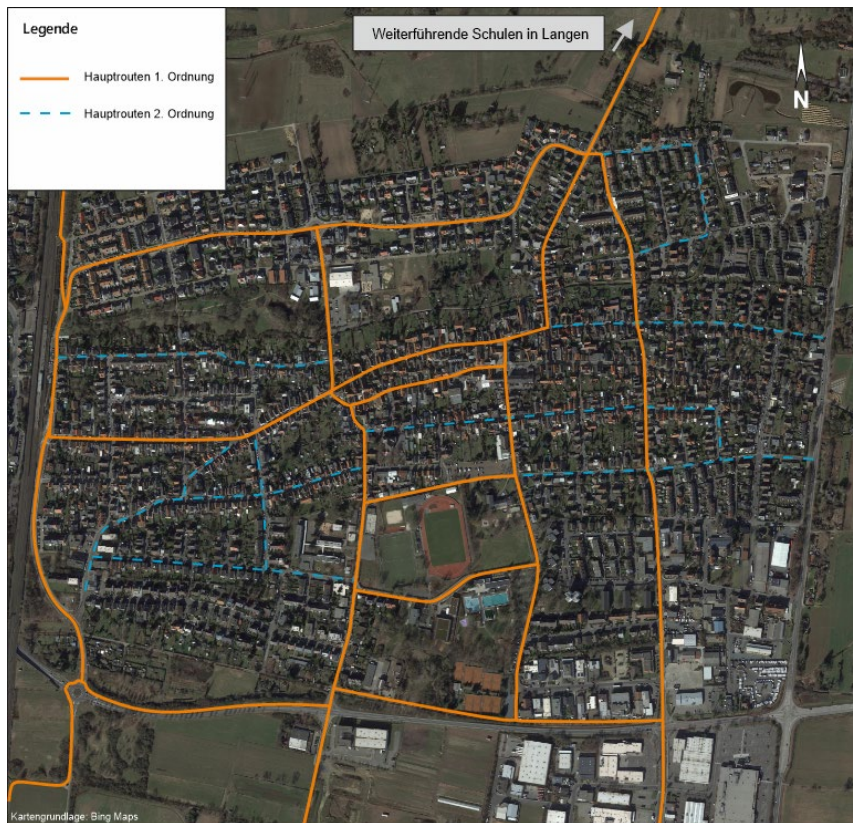 Legende
Weiterführende Schulen in Langen
Hauptrouten 1. Ordnung
Hauptrouten 2. Ordnung
N
Kartengrundlage: Bing Maps